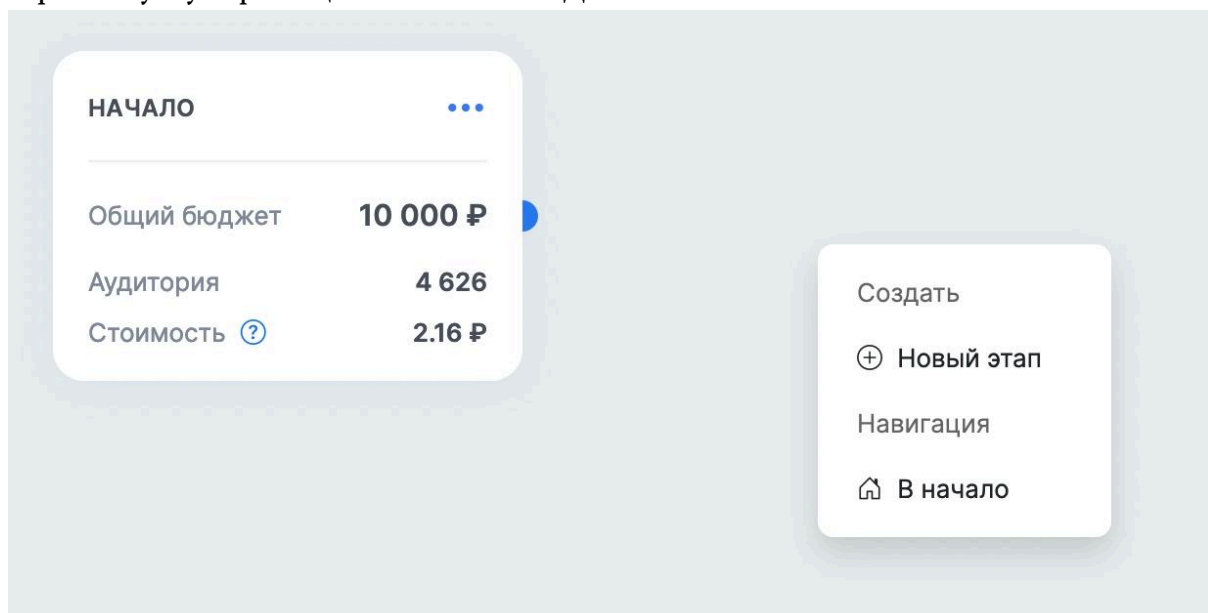 НАЧАЛО
Общий бюджет 10 000 ₽
Аудитория 4 626
Стоимость ? 2.16 ₽
Создать
Новый этап
Навигация
В начало